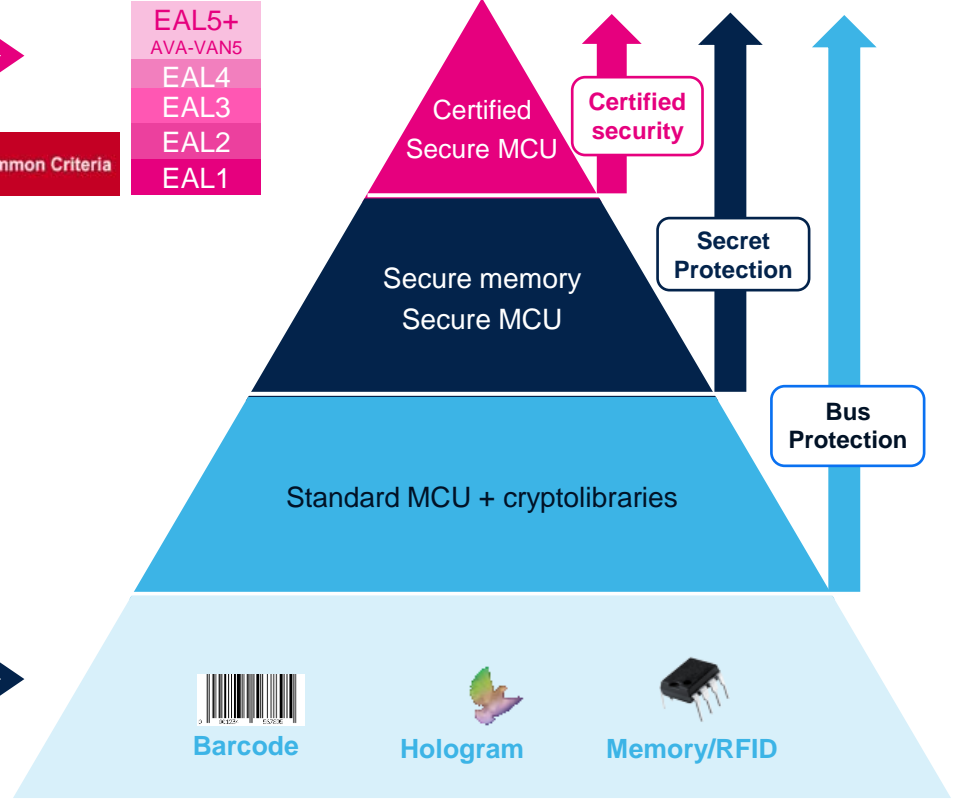 EAL5+
AVA-VAN5
EAL4
EAL3
EAL2
EAL1
mmon Criteria
Certified
Secure MCU
Certified
security
Secure memory
Secure MCU
Secret
Protection
Bus
Protection
Standard MCU + cryptolibraries
Barcode
Hologram
Memory/RFID